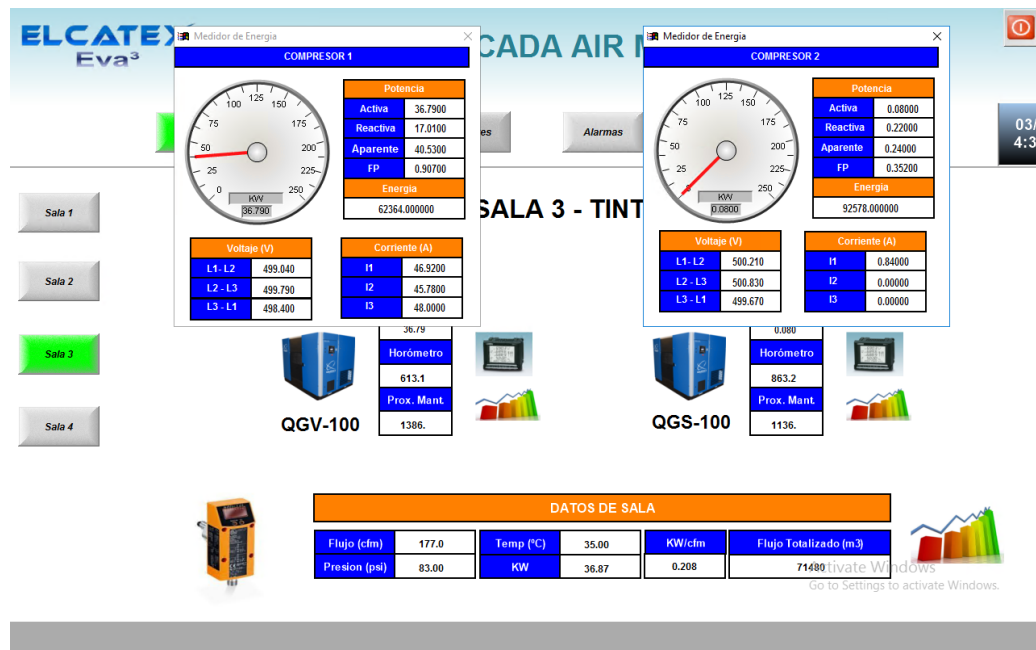 ELCATEX
Eva³
CADA AIR M
03/
4:3
es
Alarmas
Sala 1
Sala 2
Sala 3
Sala 4
SALA 3 - TINT
Medidor de Energia
COMPRESOR 1
0 25 50 75 100 125 150 175 200 225 250
KW
36.790
Potencia
Activa 36.7900
Reactiva 17.0100
Aparente 40.5300
FP 0.90700
Energia
62364.000000
Voltaje (V)
L1- L2 499.040
L2 - L3 499.790
L3 - L1 498.400
Corriente (A)
I1 46.9200
I2 45.7800
I3 48.0000
Medidor de Energia
COMPRESOR 2
0 25 50 75 100 125 150 175 200 225 250
KW
0.0800
Potencia
Activa 0.08000
Reactiva 0.22000
Aparente 0.24000
FP 0.35200
Energia
92578.000000
Voltaje (V)
L1- L2 500.210
L2 - L3 500.830
L3 - L1 499.670
Corriente (A)
I1 0.84000
I2 0.00000
I3 0.00000
36.79
Horómetro
613.1
Prox. Mant.
1386.
QGV-100
0.080
Horómetro
863.2
Prox. Mant.
1136.
QGS-100
DATOS DE SALA
Flujo (cfm) 177.0 Temp (ºC) 35.00 KW/cfm Flujo Totalizado (m3)
Presion (psi) 83.00 KW 36.87 0.208 71480
Activate Windows
Go to Settings to activate Windows.